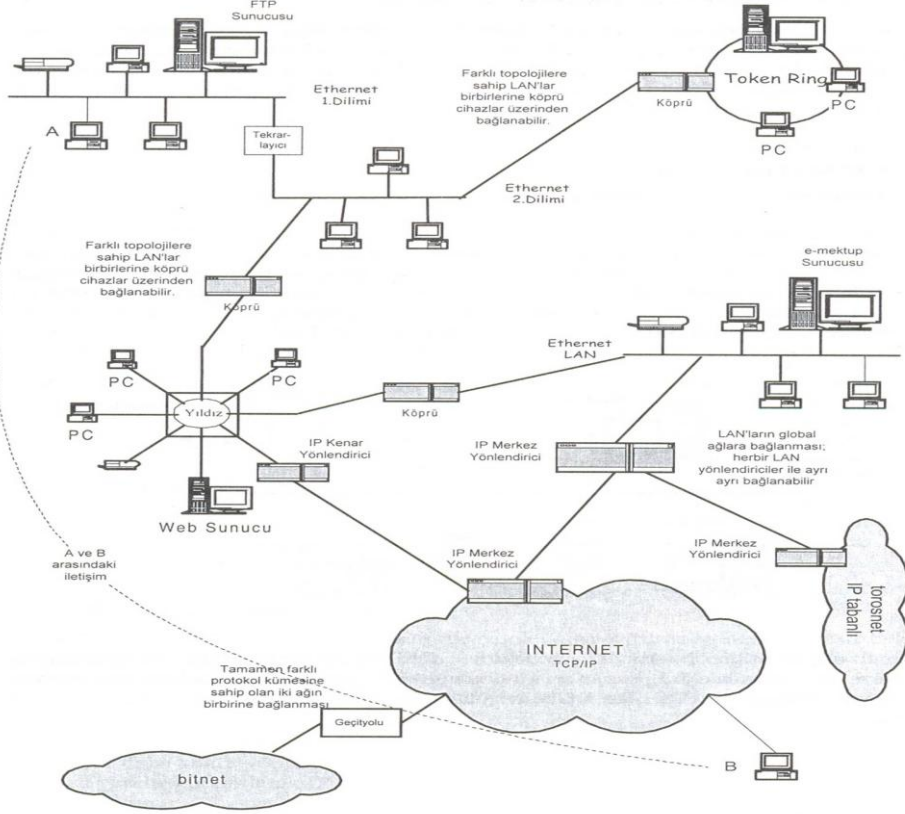 FTP
Sunucusu
A
Ethernet
1.Dilimi
Tekrar-
layıcı
Farklı topolojilere
sahip LAN'lar
birbirlerine köprü
cihazlar üzerinden
bağlanabilir.
Köprü
Token Ring
PC
PC
Ethernet
2.Dilimi
Farklı topolojilere
sahip LAN'lar
birbirlerine köprü
cihazlar üzerinden
bağlanabilir.
Köprü
e-mektup
Sunucusu
Ethernet
LAN
PC
PC
PC
Yıldız
Köprü
IP Kenar
Yönlendirici
Web Sunucu
IP Merkez
Yönlendirici
LAN'ların global
ağlara bağlanması;
herbir LAN
yönlendiriciler ile ayrı
ayrı bağlanabilir
A ve B
arasındaki
iletişim
IP Merkez
Yönlendirici
IP Merkez
Yönlendirici
torosnet
IP tabanlı
INTERNET
TCP/IP
Tamamen farklı
protokol kümesine
sahip olan iki ağın
birbirine bağlanması
Geçityolu
bitnet
B